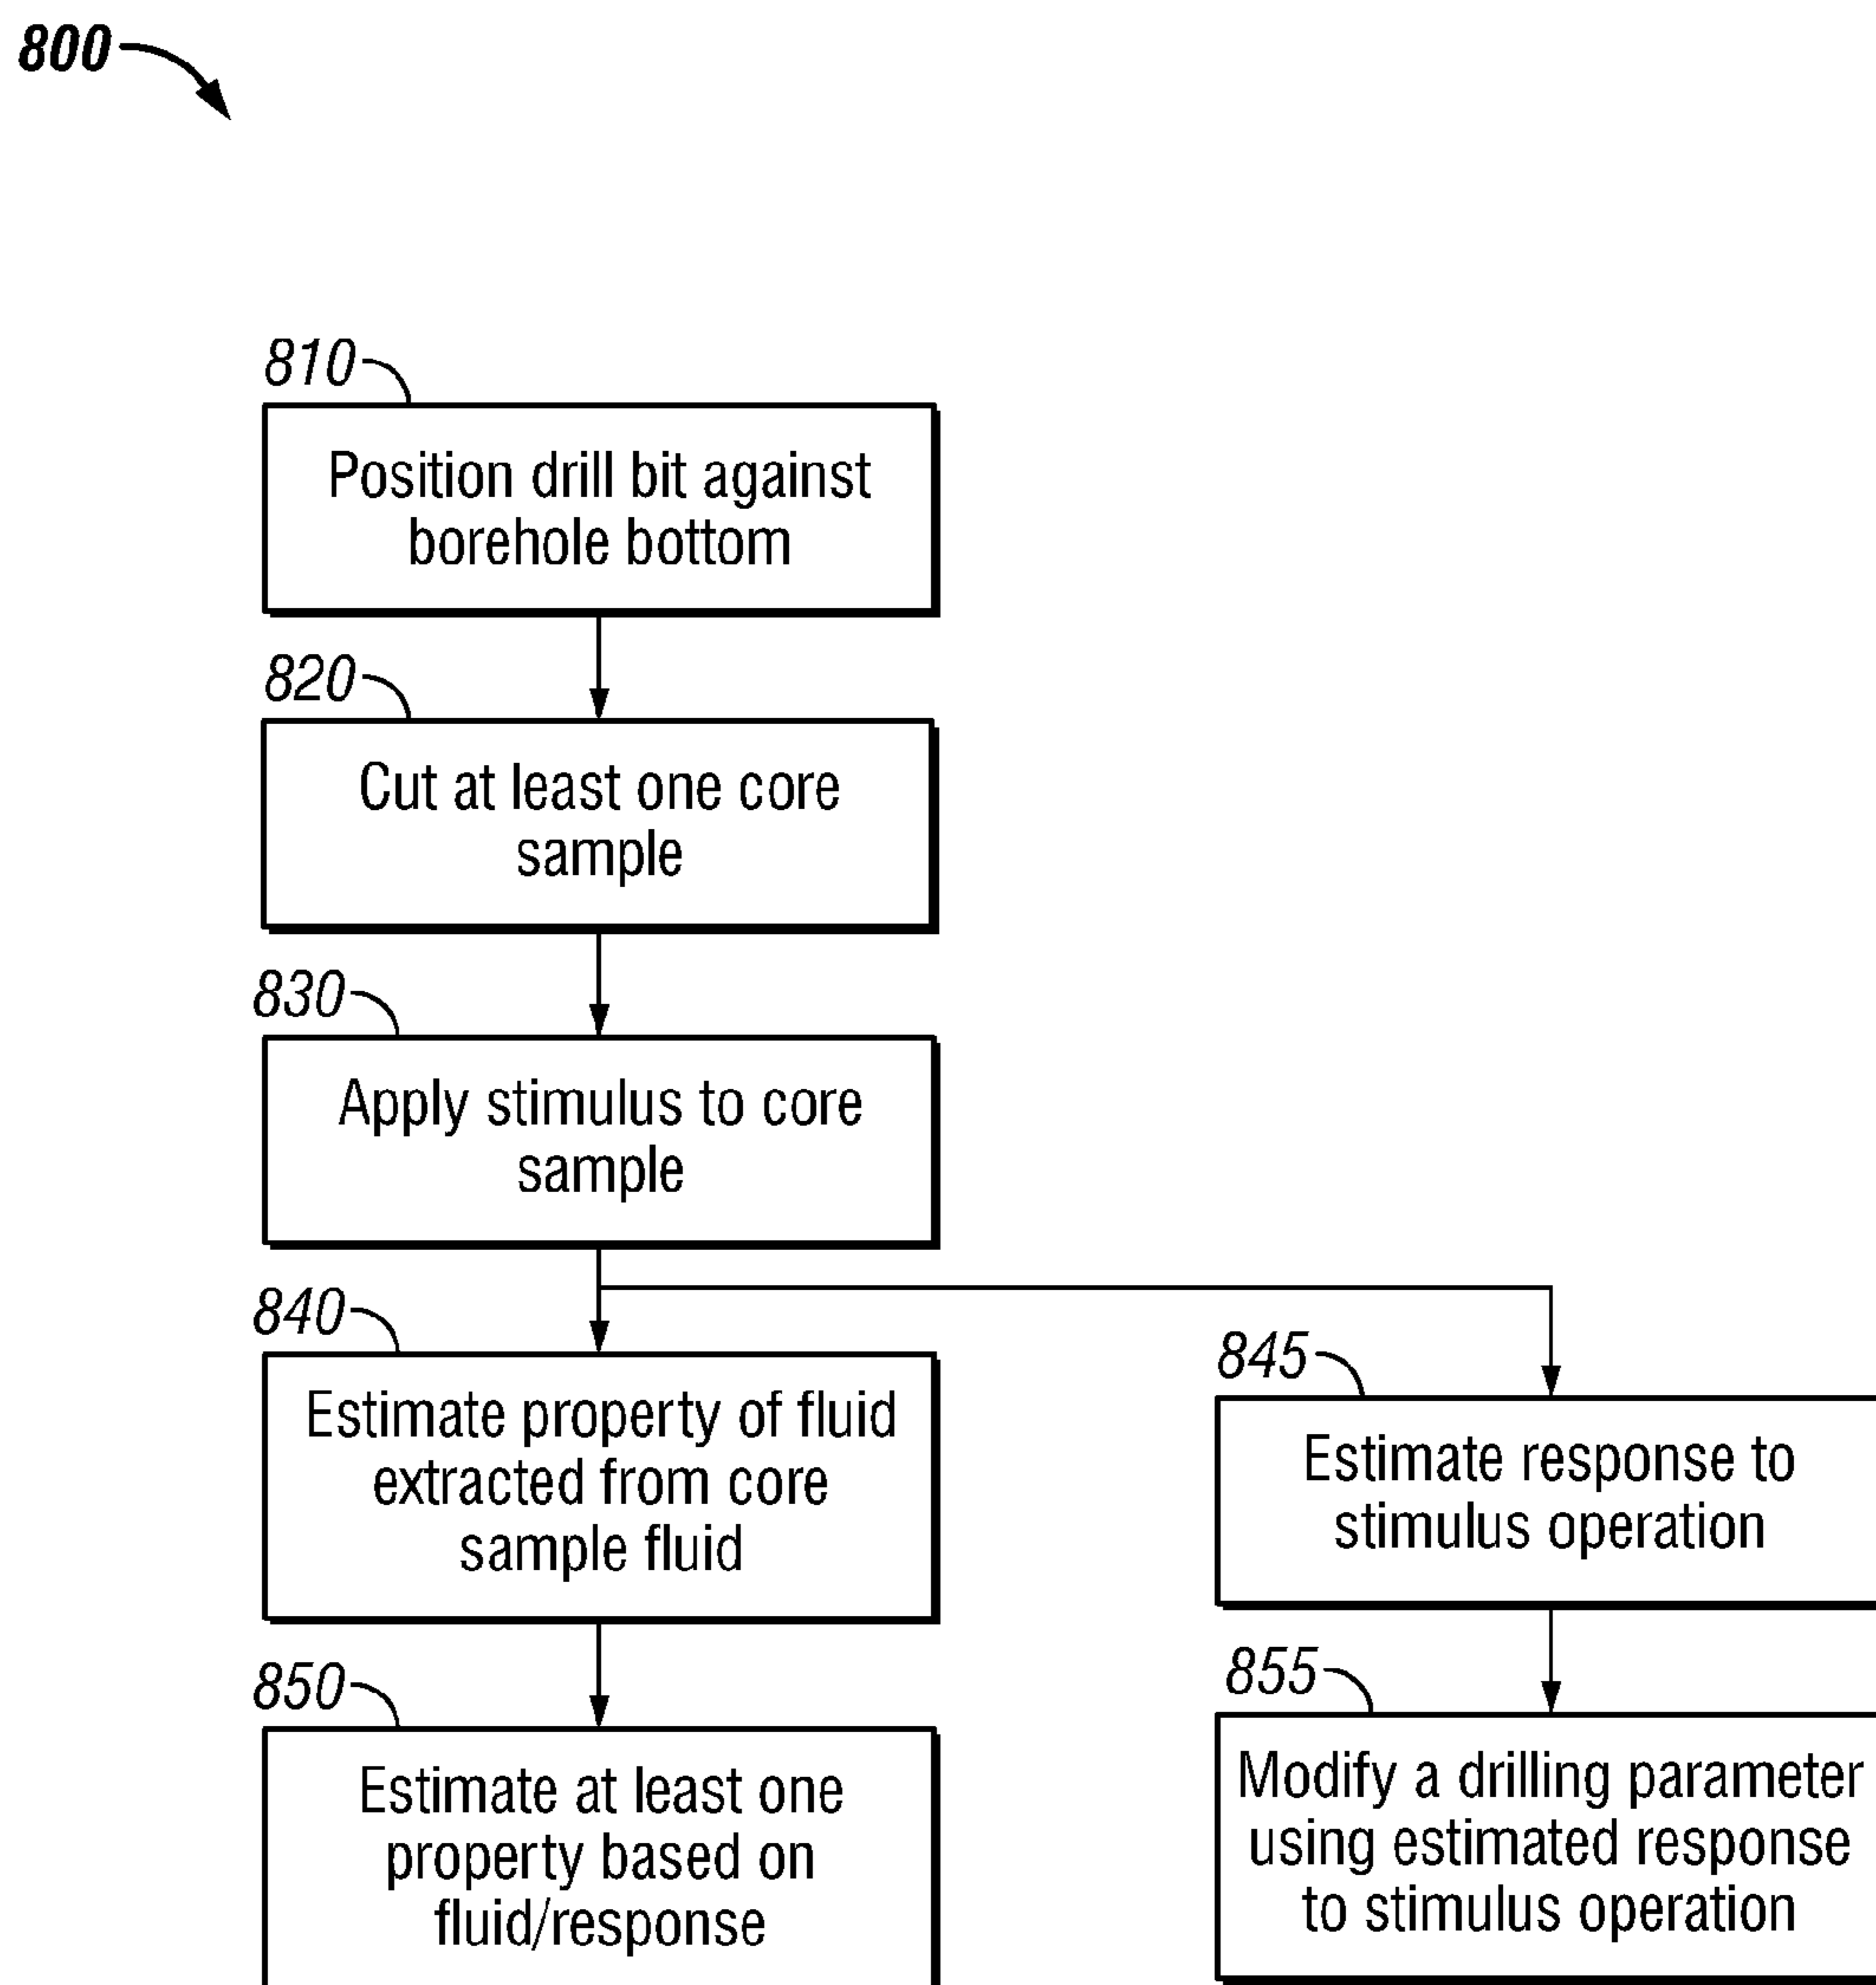 800
810
Position drill bit against
borehole bottom
820
Cut at least one core
sample
830
Apply stimulus to core
sample
840
Estimate property of fluid
extracted from core
sample fluid
845
Estimate response to
stimulus operation
850
Estimate at least one
property based on
fluid/response
855
Modify a drilling parameter
using estimated response
to stimulus operation